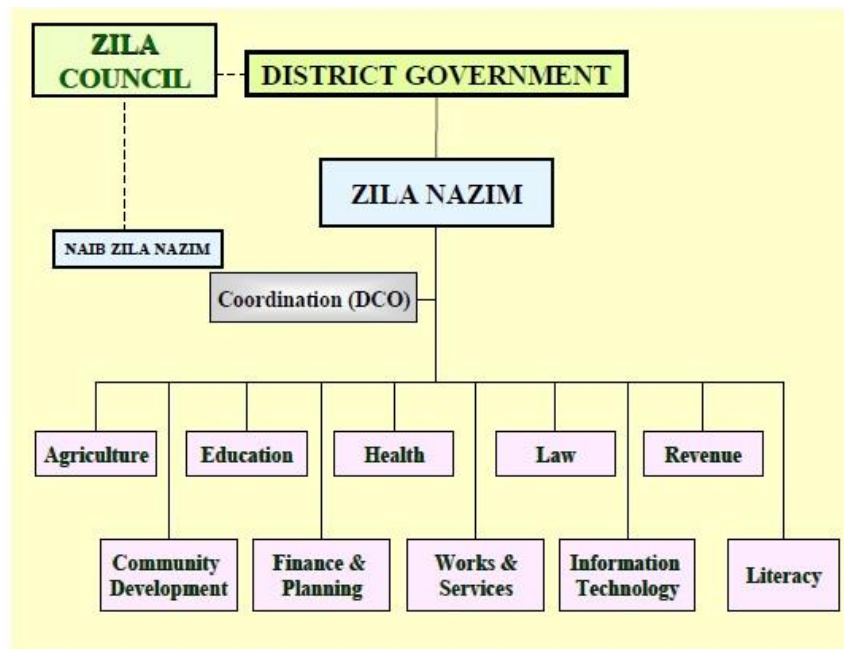 ZILA
COUNCIL
DISTRICT GOVERNMENT
ZILA NAZIM
NAIB ZILA NAZIM
Coordination (DCO)
Agriculture
Education
Health
Law
Revenue
Community
Development
Finance &
Planning
Works &
Services
Information
Technology
Literacy